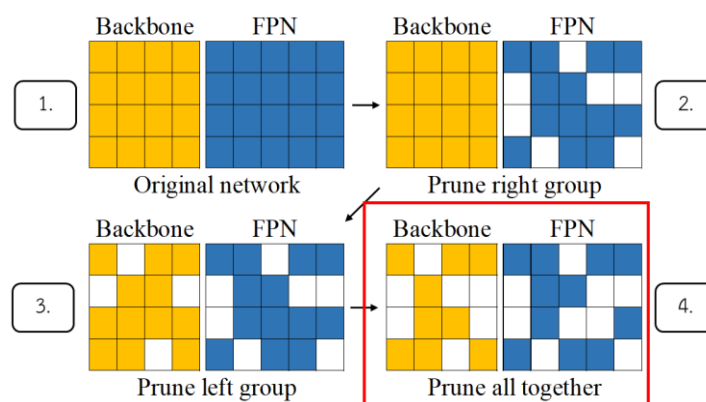 Backbone FPN Backbone FPN
1. 2.
Original network Prune right group
Backbone FPN Backbone FPN
3. 4.
Prune left group Prune all together